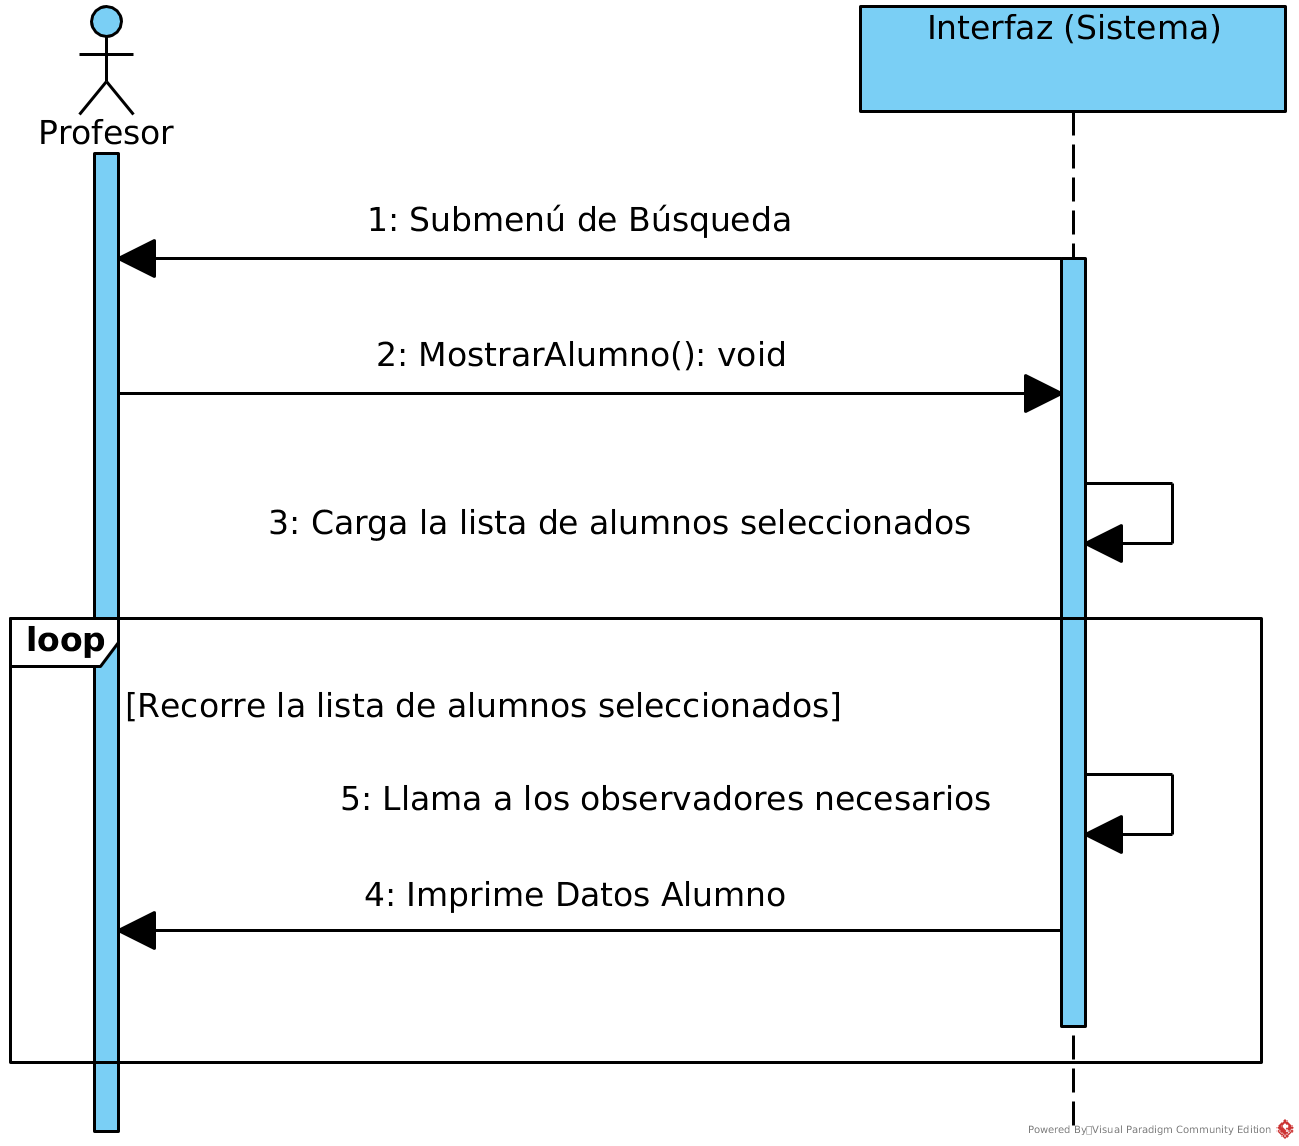 Interfaz (Sistema)
Profesor
1: Submenú de Búsqueda
2: MostrarAlumno(): void
3: Carga la lista de alumnos seleccionados
loop
[Recorre la lista de alumnos seleccionados]
5: Llama a los observadores necesarios
4: Imprime Datos Alumno
Powered By Visual Paradigm Community Edition